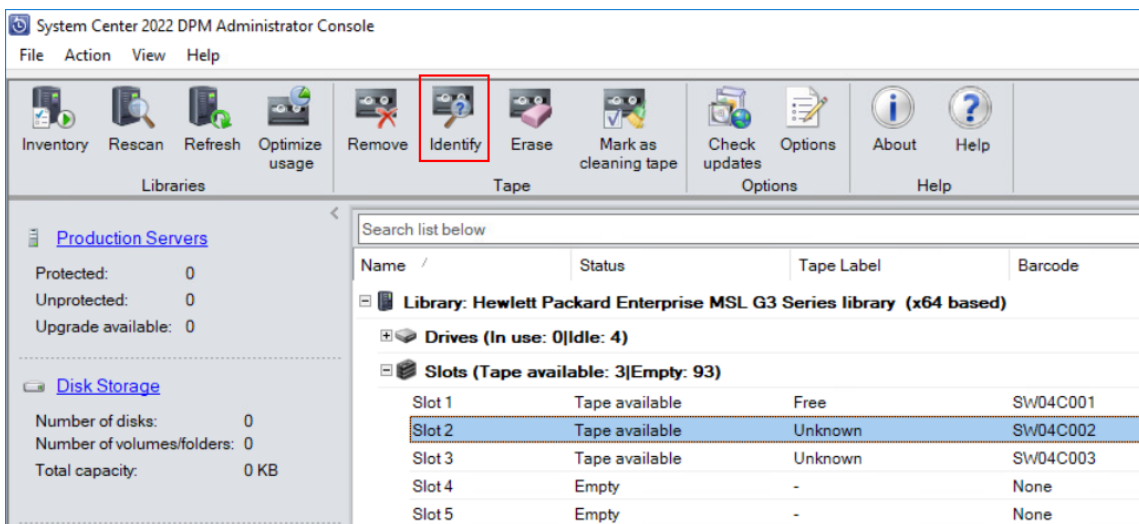 System Center 2022 DPM Administrator Console
File Action View Help
Inventory Rescan Refresh Optimize usage Remove Identify Erase Mark as cleaning tape Check updates Options About Help
Libraries Tape Options Help
Production Servers
Protected: 0
Unprotected: 0
Upgrade available: 0
Disk Storage
Number of disks: 0
Number of volumes/folders: 0
Total capacity: 0 KB
Search list below
Name Status Tape Label Barcode
Library: Hewlett Packard Enterprise MSL G3 Series library (x64 based)
Drives (In use: 0|Idle: 4)
Slots (Tape available: 3|Empty: 93)
Slot 1 Tape available Free SW04C001
Slot 2 Tape available Unknown SW04C002
Slot 3 Tape available Unknown SW04C003
Slot 4 Empty - None
Slot 5 Empty - None